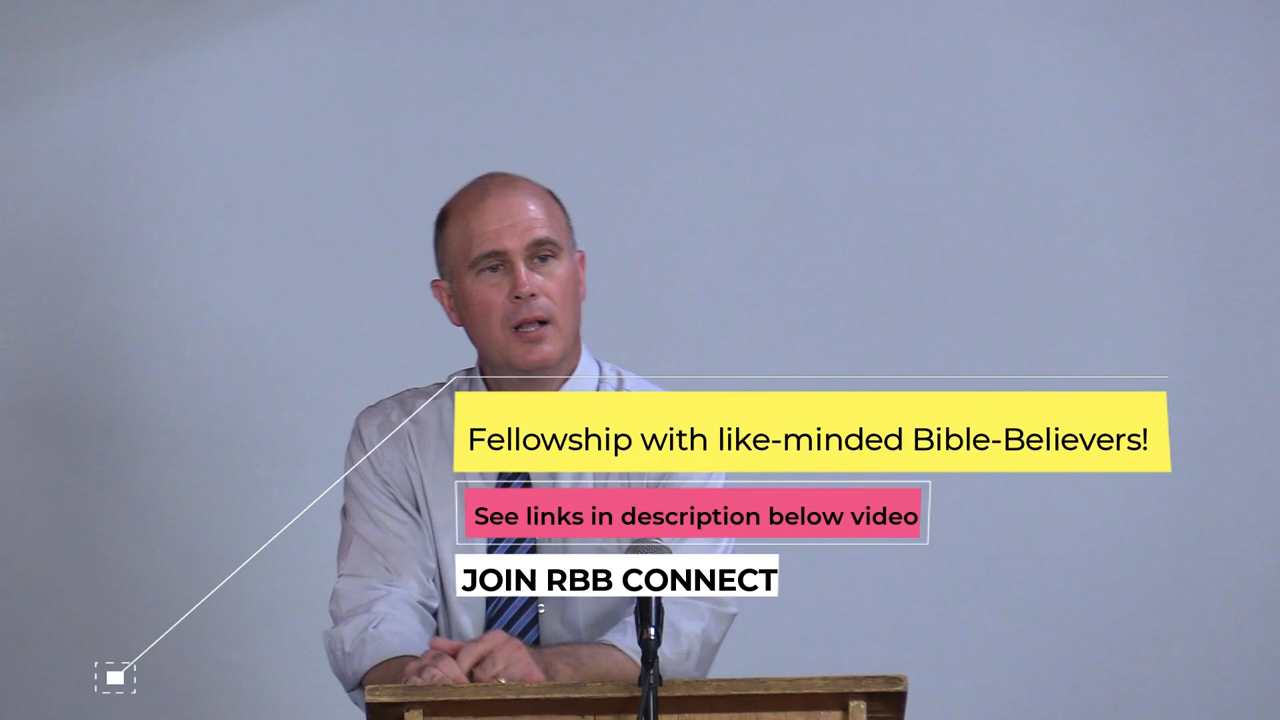 Fellowship with like-minded Bible-Believers!
See links in description below video
JOIN RBB CONNECT